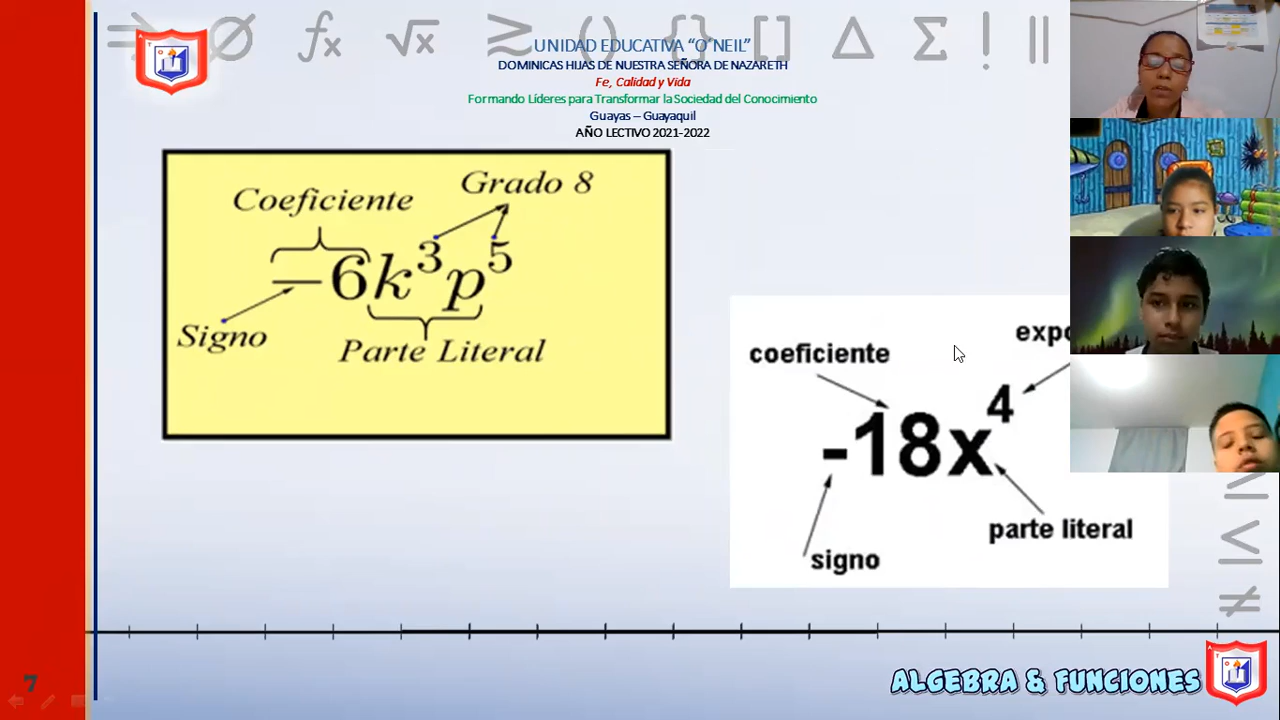 UNIDAD EDUCATIVA “O´NEIL”
DOMINICAS HIJAS DE NUESTRA SEÑORA DE NAZARETH
Fe, Calidad y Vida
Formando Líderes para Transformar la Sociedad del Conocimiento
Guayas – Guayaquil
AÑO LECTIVO 2021-2022
Coeficiente
Grado 8
−6k³p⁵
Signo
Parte Literal
coeficiente
-18x⁴
parte literal
signo
7
ALGEBRA & FUNCIONES